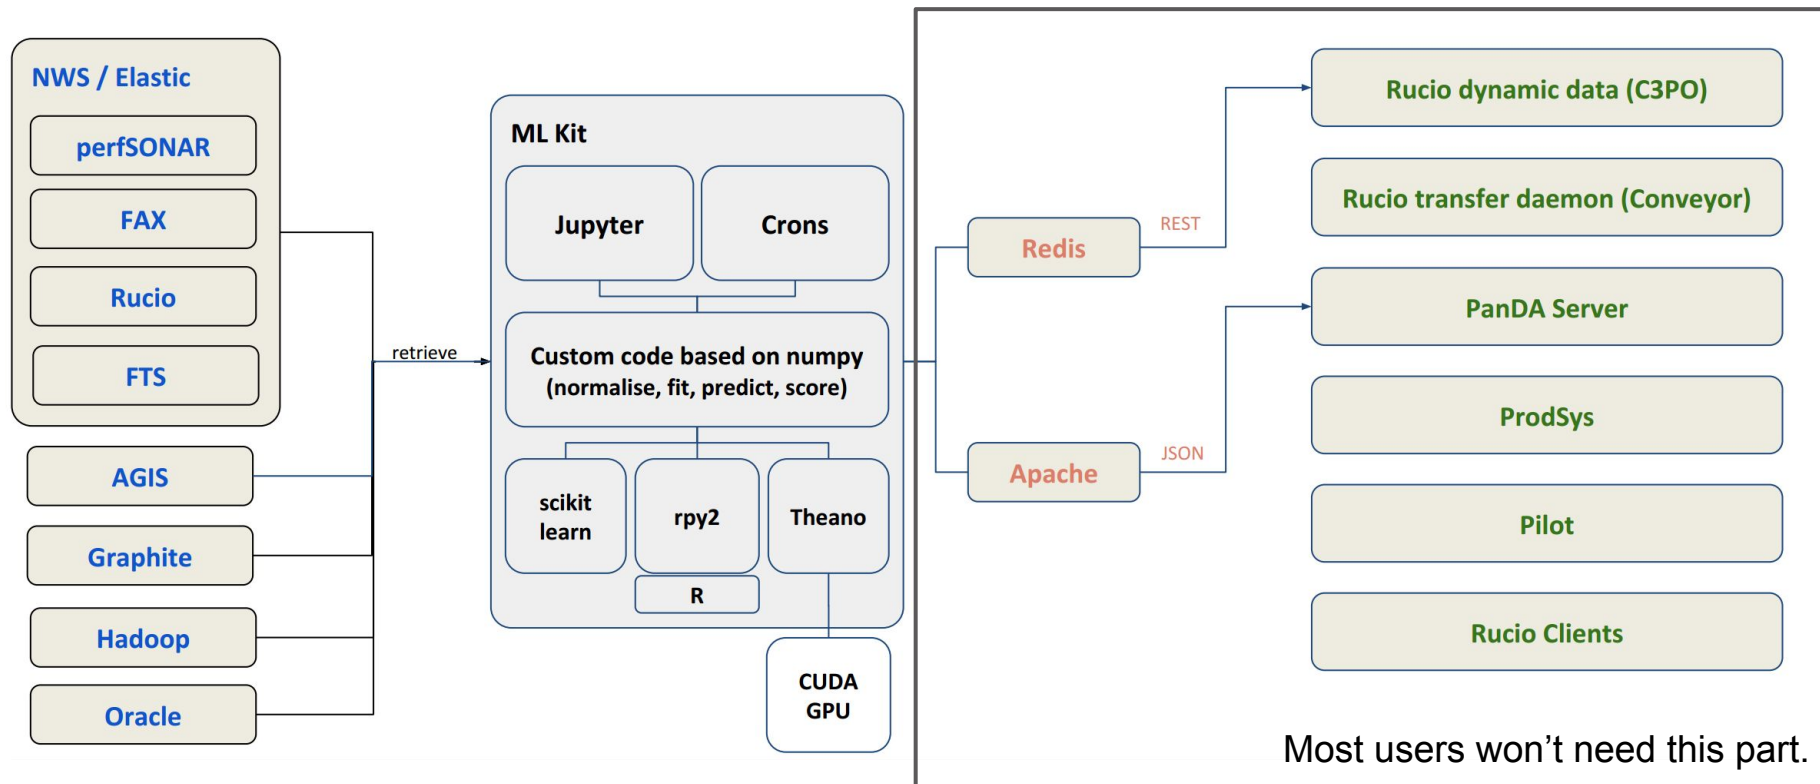 NWS / Elastic
perfSONAR
FAX
Rucio
FTS
AGIS
Graphite
Hadoop
Oracle
retrieve
ML Kit
Jupyter
Crons
Custom code based on numpy
(normalise, fit, predict, score)
scikit
learn
rpy2
Theano
R
CUDA
GPU
Redis
REST
Apache
JSON
Rucio dynamic data (C3PO)
Rucio transfer daemon (Conveyor)
PanDA Server
ProdSys
Pilot
Rucio Clients
Most users won’t need this part.